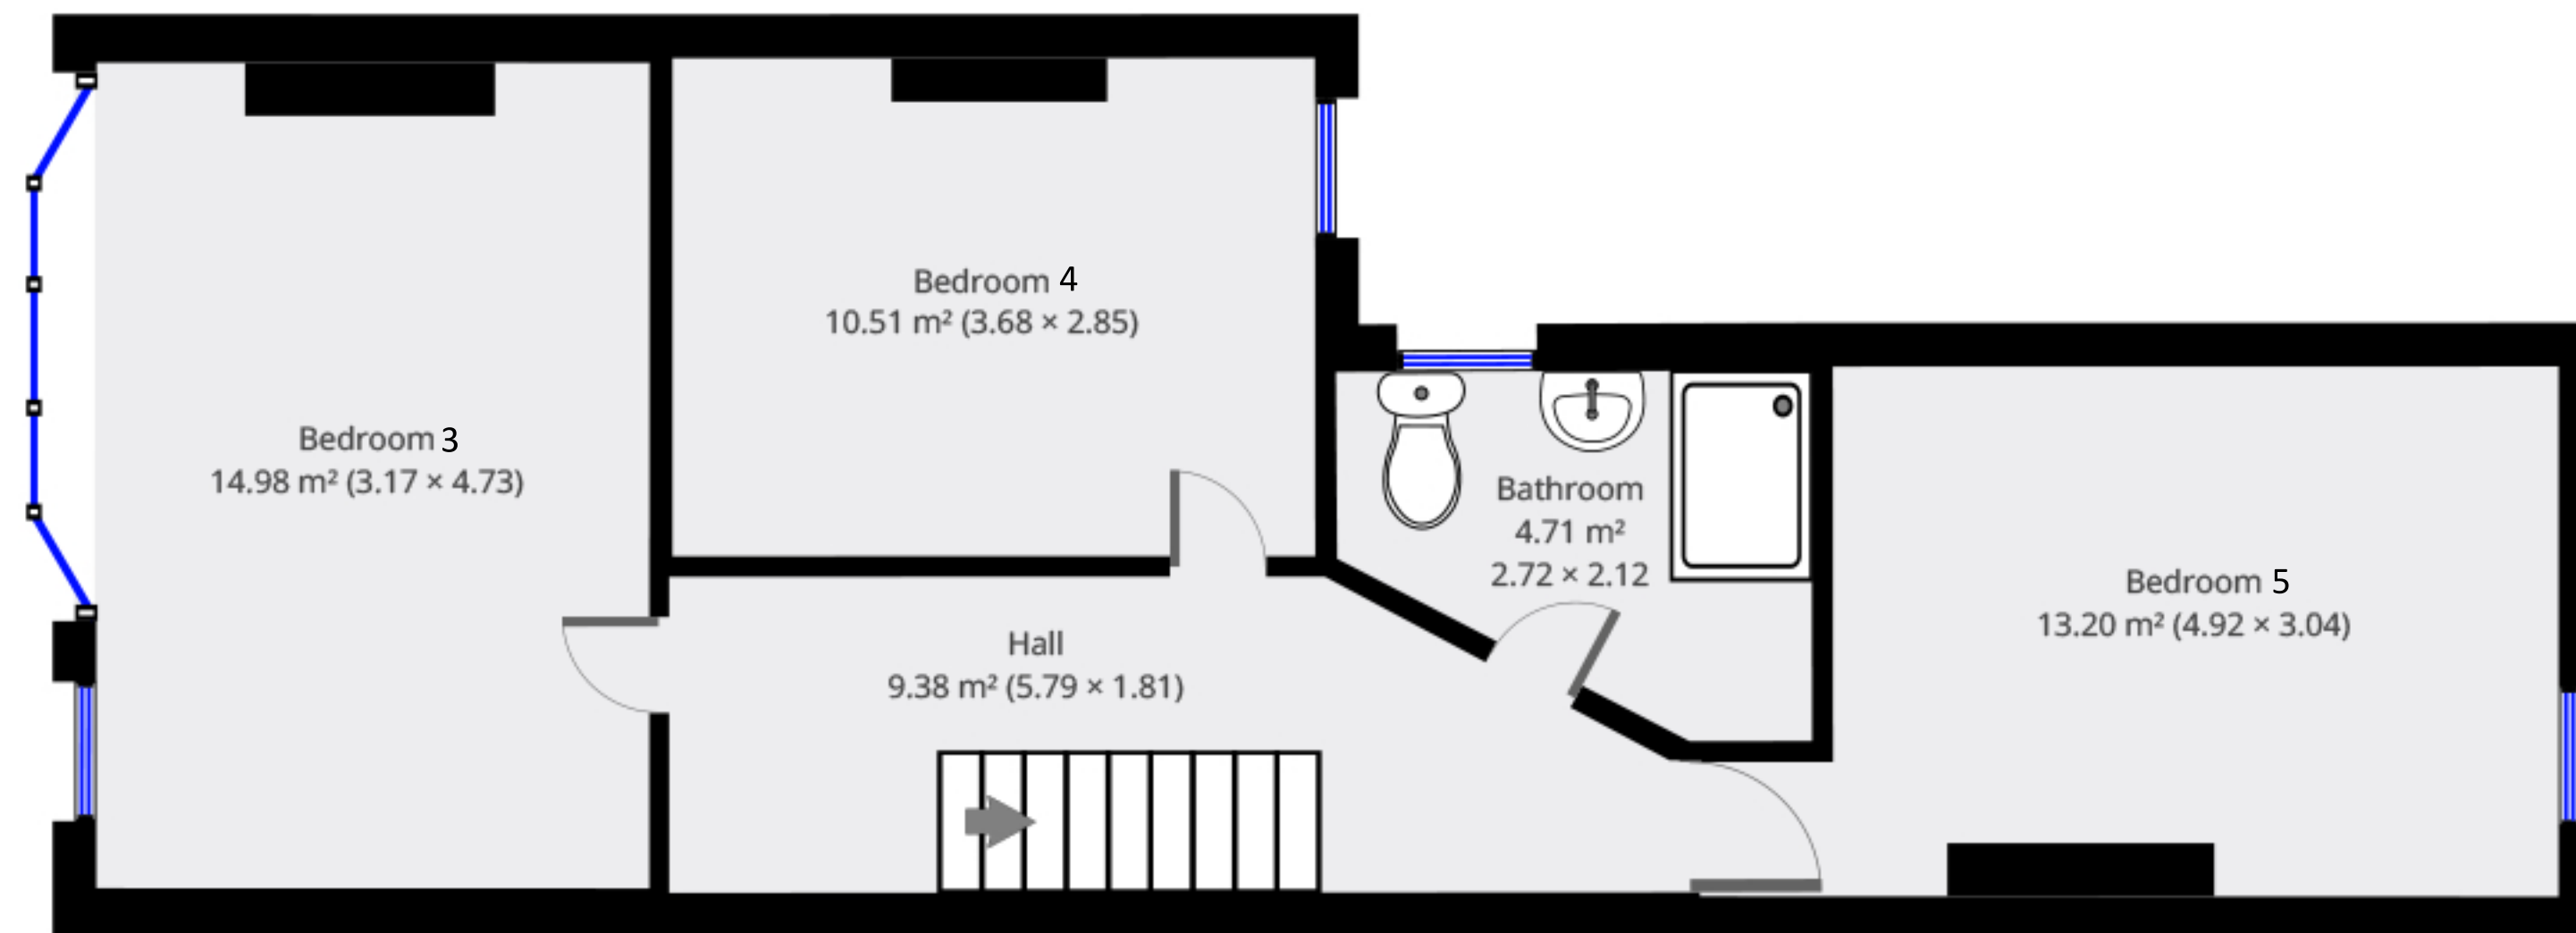 Bedroom 3
14.98 m² (3.17 × 4.73)
Bedroom 4
10.51 m² (3.68 × 2.85)
Hall
9.38 m² (5.79 × 1.81)
Bathroom
4.71 m²
2.72 × 2.12
Bedroom 5
13.20 m² (4.92 × 3.04)